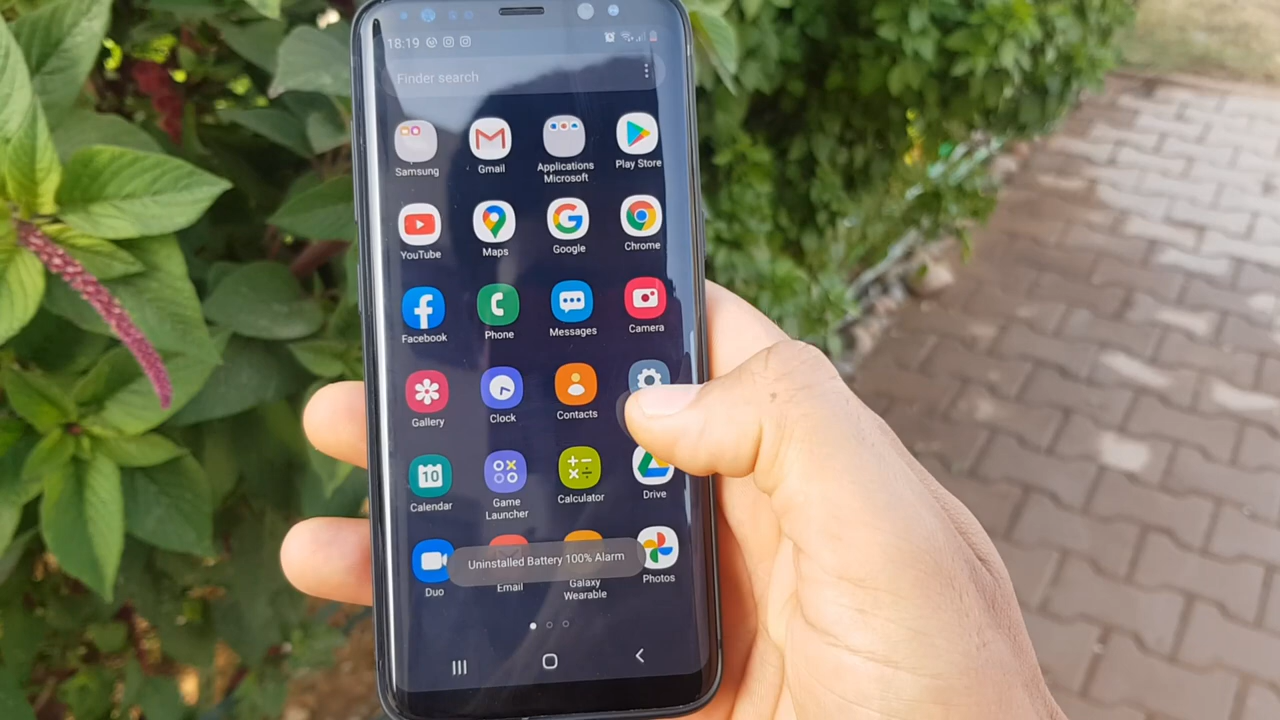 18:19
Finder search
Samsung
Gmail
Applications
Microsoft
Play Store
YouTube
Maps
Google
Chrome
Facebook
Phone
Messages
Camera
Gallery
Clock
Contacts
10
Calendar
Game
Launcher
Calculator
Drive
Uninstalled Battery 100% Alarm
Duo
Email
Galaxy
Wearable
Photos